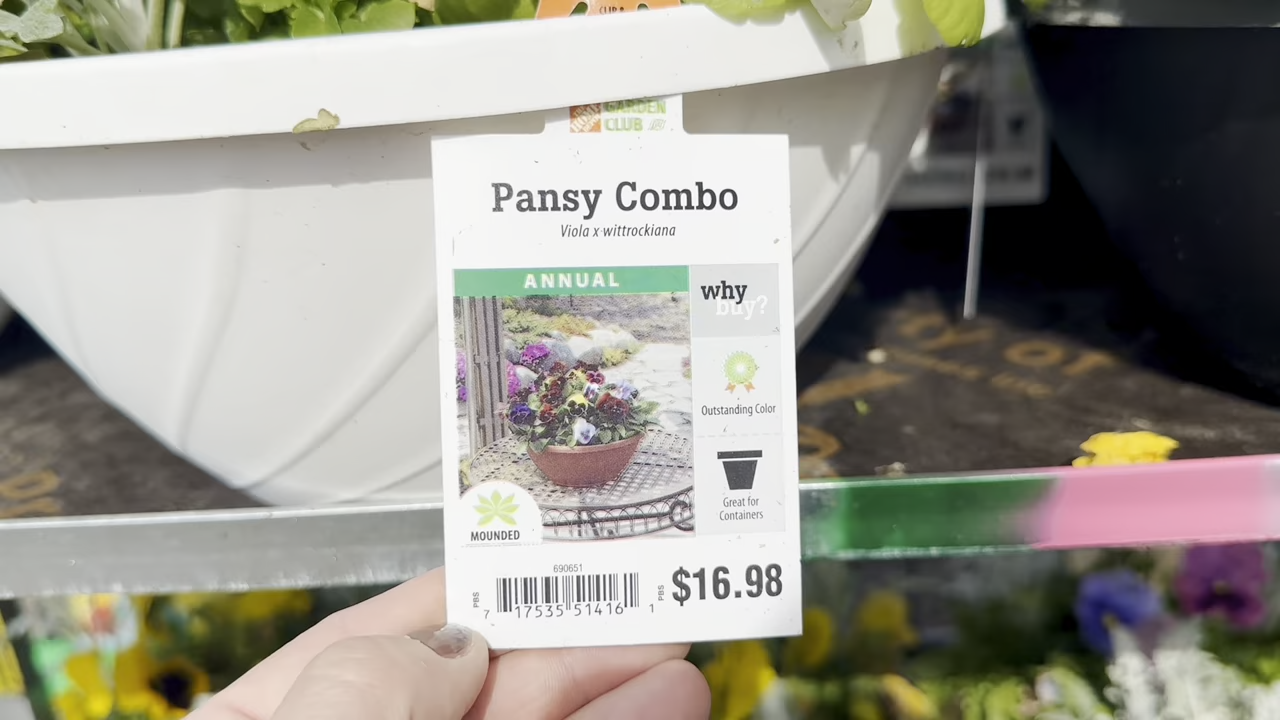 GARDEN
CLUB
Pansy Combo
Viola x wittrockiana
ANNUAL
why
buy?
Outstanding Color
Great for
Containers
MOUNDED
690651
PBS
7 17535 51416 1
PBS
$16.98